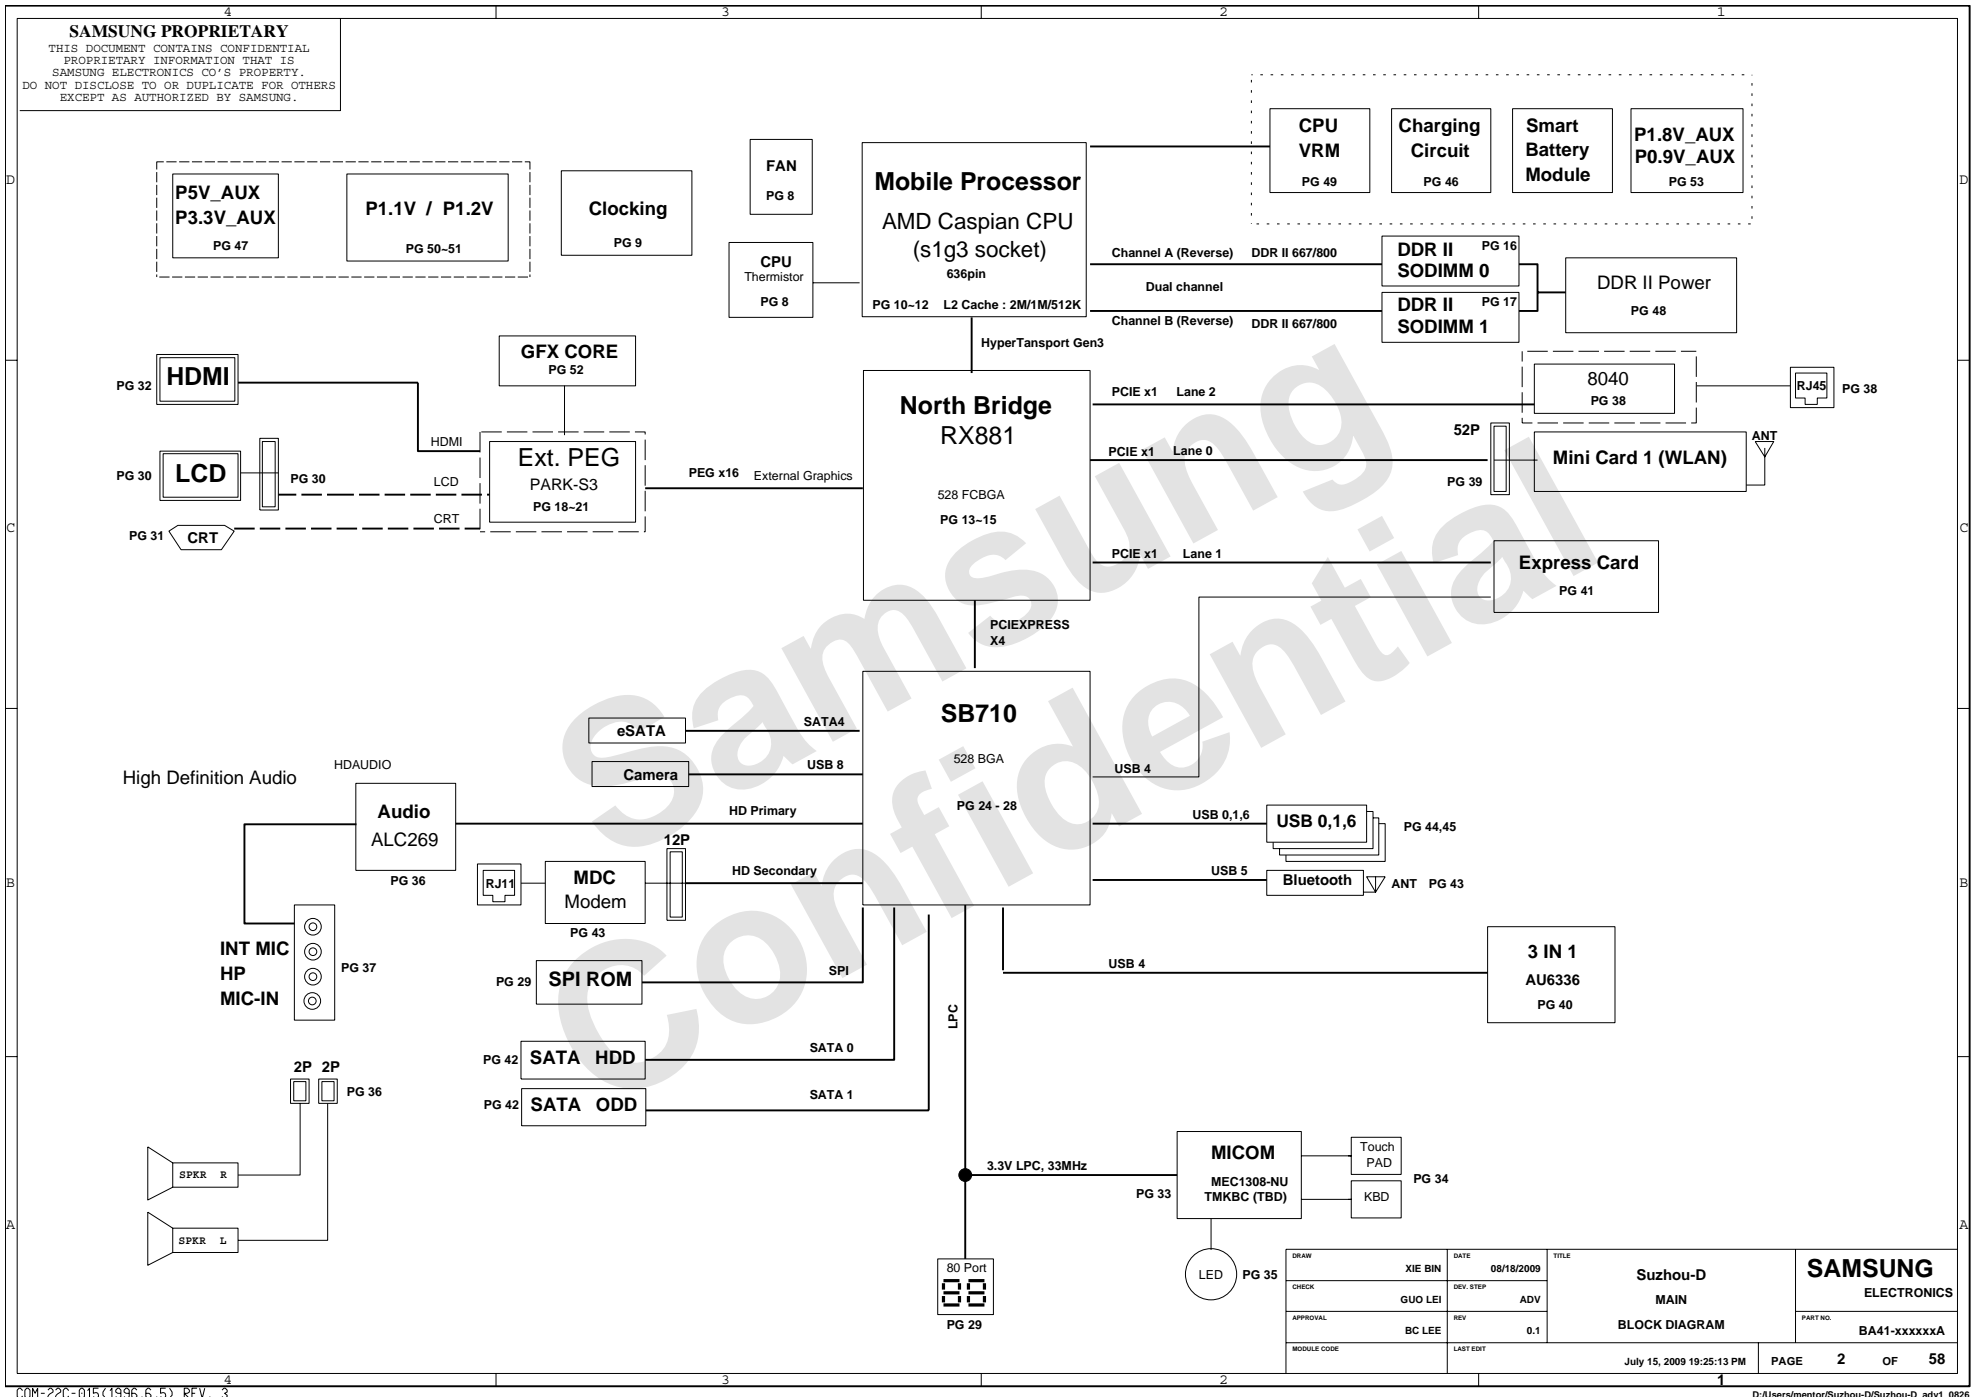 4 3 2 1
SAMSUNG PROPRIETARY
THIS DOCUMENT CONTAINS CONFIDENTIAL
PROPRIETARY INFORMATION THAT IS
SAMSUNG ELECTRONICS CO'S PROPERTY.
DO NOT DISCLOSE TO OR DUPLICATE FOR OTHERS
EXCEPT AS AUTHORIZED BY SAMSUNG.
D
D
P5V_AUX
P3.3V_AUX
PG 47
P1.1V / P1.2V
PG 50~51
Clocking
PG 9
FAN
PG 8
CPU
Thermistor
PG 8
Mobile Processor
AMD Caspian CPU
(s1g3 socket)
636pin
PG 10~12 L2 Cache : 2M/1M/512K
CPU
VRM
PG 49
Charging
Circuit
PG 46
Smart
Battery
Module
P1.8V_AUX
P0.9V_AUX
PG 53
Channel A (Reverse) DDR II 667/800
Dual channel
Channel B (Reverse) DDR II 667/800
DDR II PG 16
SODIMM 0
DDR II PG 17
SODIMM 1
DDR II Power
PG 48
HyperTansport Gen3
PG 32 HDMI
GFX CORE
PG 52
HDMI
PG 30 LCD
PG 30
LCD
PG 31 CRT
CRT
Ext. PEG
PARK-S3
PG 18~21
PEG x16 External Graphics
North Bridge
RX881
528 FCBGA
PG 13~15
PCIE x1 Lane 2
8040
PG 38
RJ45 PG 38
52P
PCIE x1 Lane 0
PG 39
Mini Card 1 (WLAN)
ANT
C
C
PCIE x1 Lane 1
Express Card
PG 41
PCIEXPRESS
X4
Samsung
Confidential
SB710
528 BGA
PG 24 - 28
eSATA
SATA4
Camera
USB 8
USB 4
High Definition Audio
HDAUDIO
Audio
ALC269
PG 36
HD Primary
12P
HD Secondary
RJ11
MDC
Modem
PG 43
USB 0,1,6
USB 0,1,6
PG 44,45
USB 5
Bluetooth
ANT PG 43
B
B
INT MIC
HP
MIC-IN
PG 37
PG 29 SPI ROM
SPI
USB 4
3 IN 1
AU6336
PG 40
LPC
PG 42 SATA HDD
SATA 0
PG 42 SATA ODD
SATA 1
2P 2P
PG 36
SPKR R
SPKR L
3.3V LPC, 33MHz
PG 33
MICOM
MEC1308-NU
TMKBC (TBD)
Touch
PAD
KBD
PG 34
LED PG 35
80 Port
88
PG 29
A
A
DRAW
XIE BIN
DATE
08/18/2009
CHECK
GUO LEI
DEV. STEP
ADV
APPROVAL
BC LEE
REV
0.1
MODULE CODE
LAST EDIT
July 15, 2009 19:25:13 PM
TITLE
Suzhou-D
MAIN
BLOCK DIAGRAM
SAMSUNG
ELECTRONICS
PART NO.
BA41-xxxxxxA
PAGE 2 OF 58
4 3 2 1
COM-22C-015(1996.6.5) REV. 3
D:/Users/mentor/Suzhou-D/Suzhou-D_adv1_0826